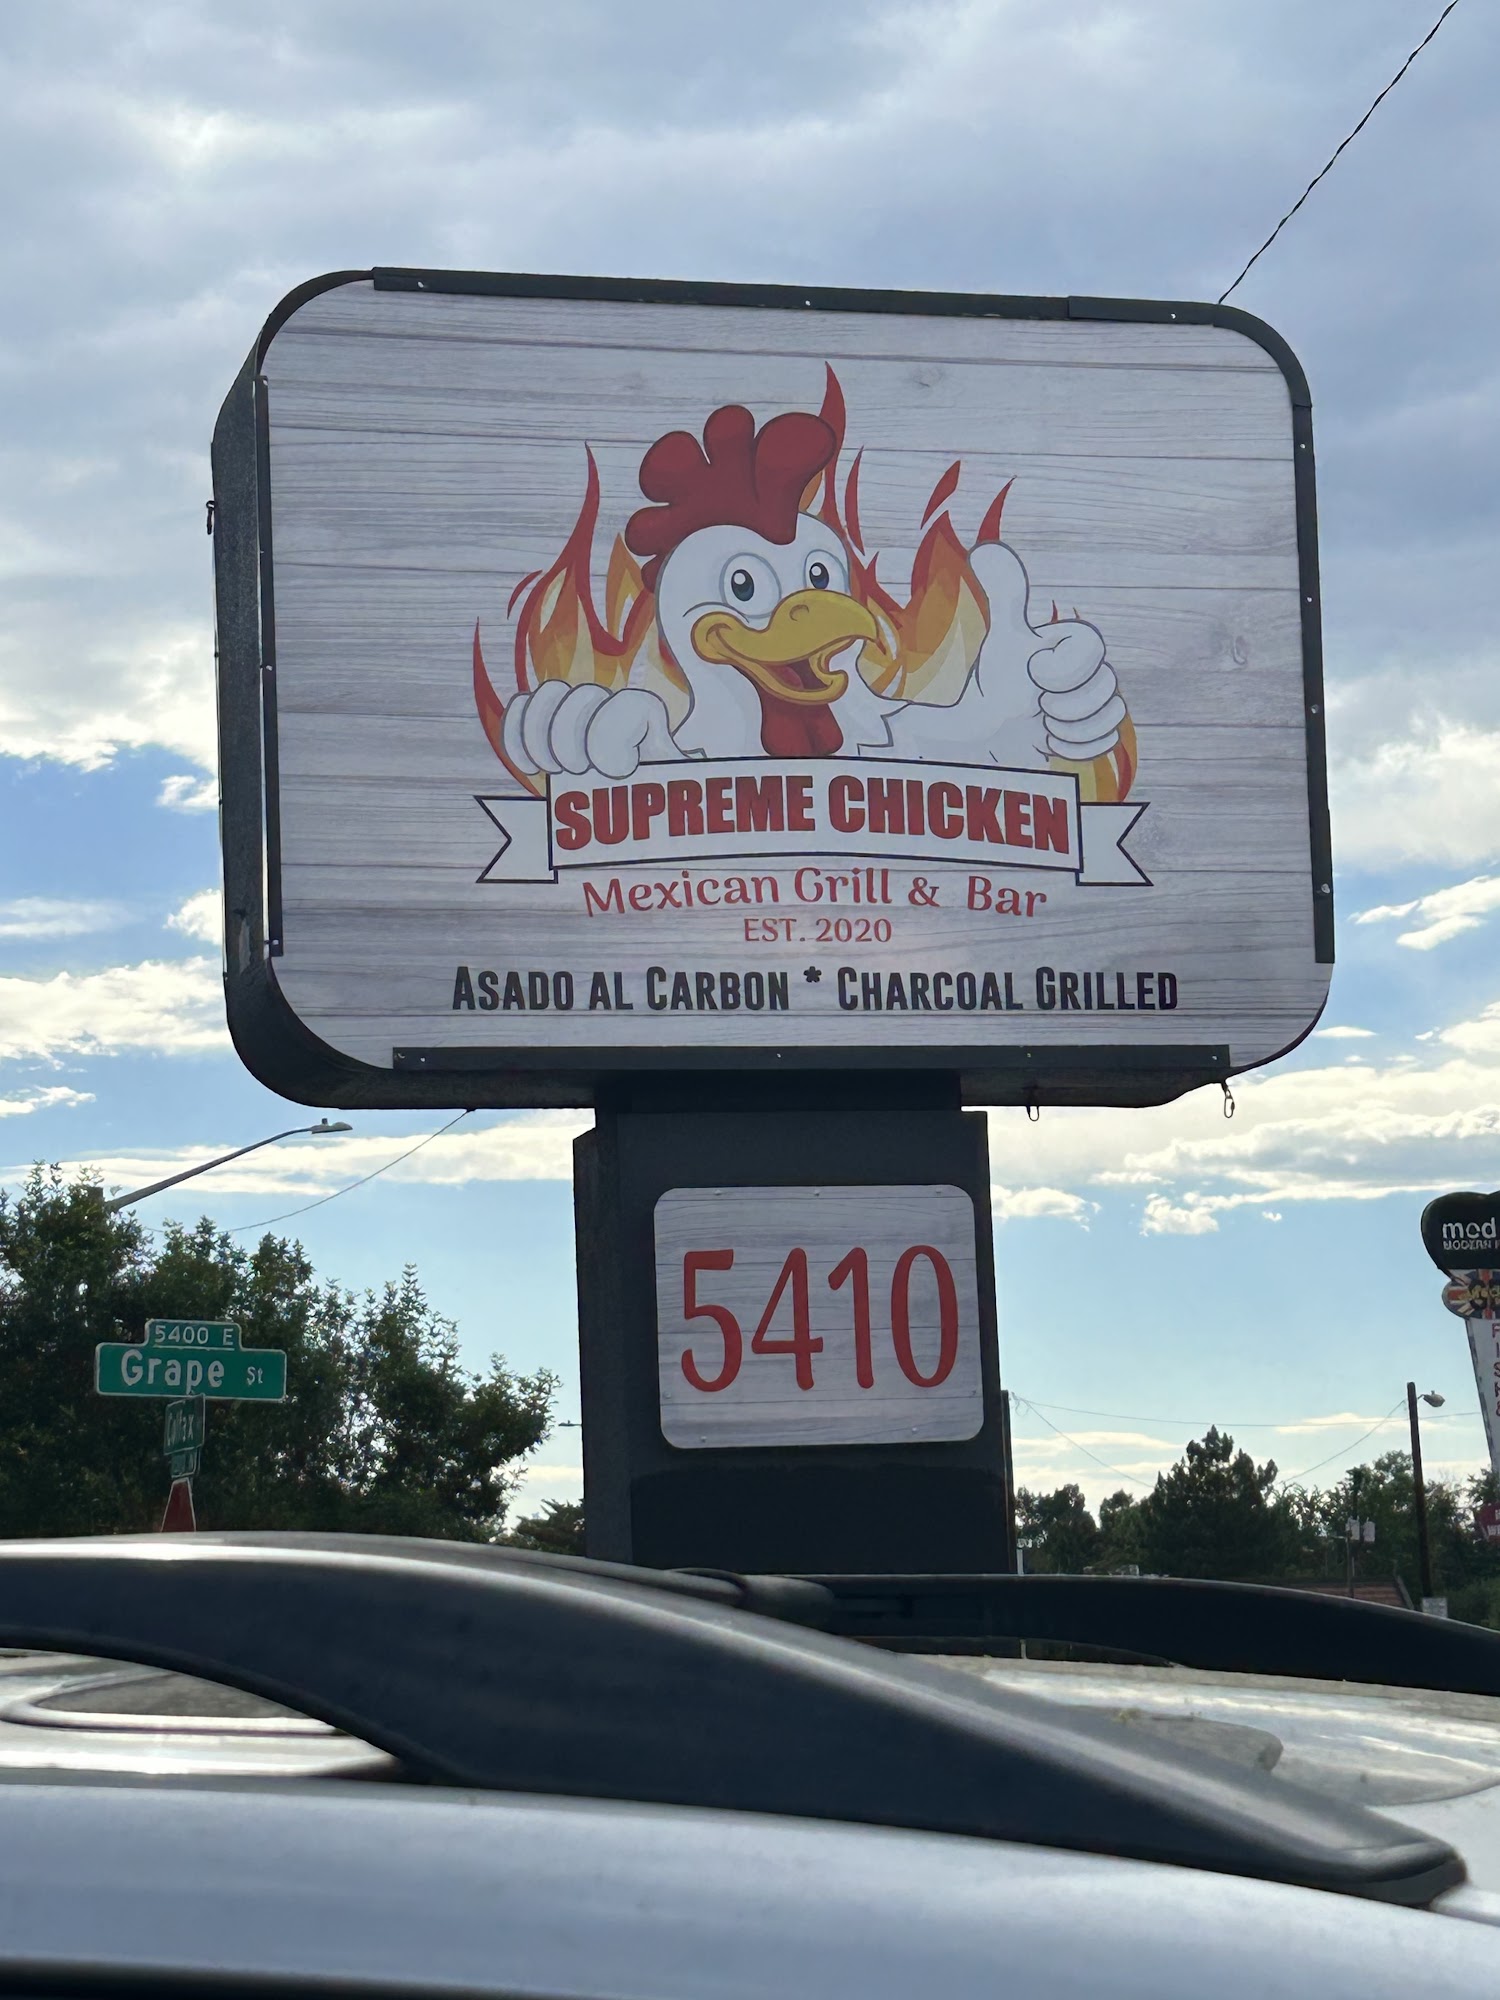 SUPREME CHICKEN
Mexican Grill & Bar
EST. 2020
ASADO AL CARBON * CHARCOAL GRILLED
5410
5400 E
Grape St
Colfax